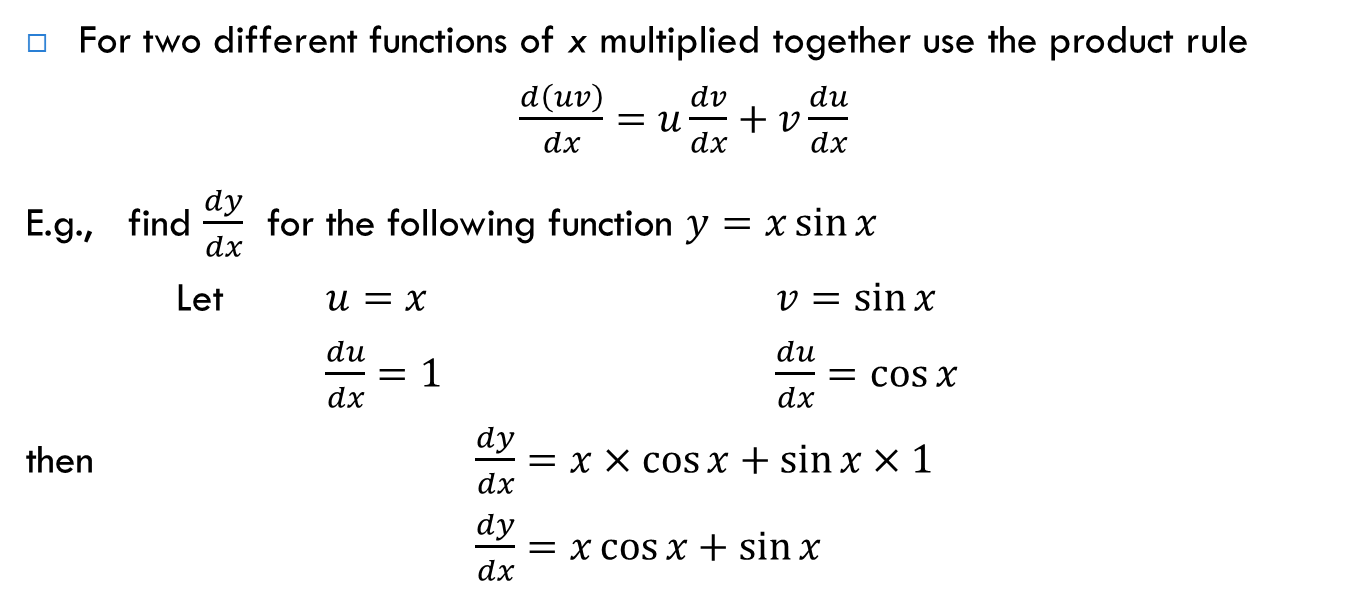 □ For two different functions of x multiplied together use the product rule
d(uv)/dx = u dv/dx + v du/dx
E.g., find dy/dx for the following function y = x sin x
Let u = x v = sin x
du/dx = 1 du/dx = cos x
then dy/dx = x × cos x + sin x × 1
dy/dx = x cos x + sin x